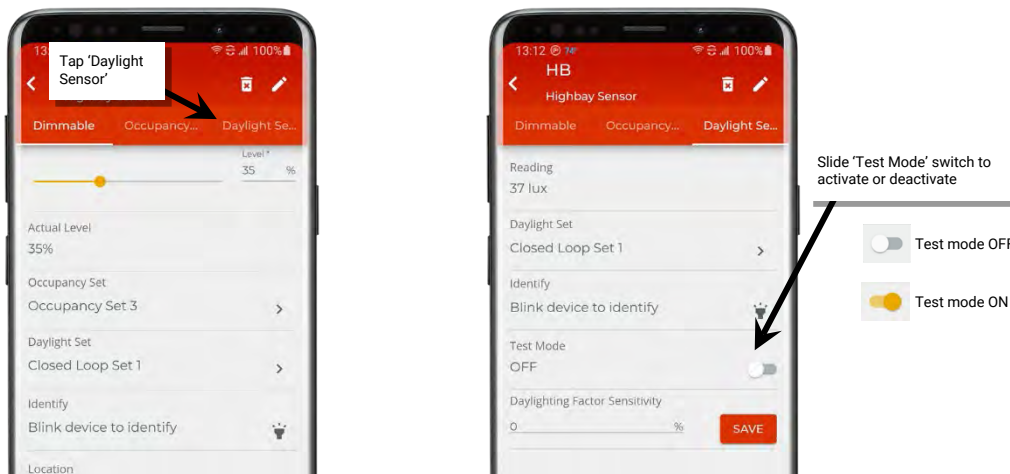 13:
100%
Tap 'Daylight
Sensor'
Dimmable Occupancy... Daylight Se...
Level *
35 %
Actual Level
35%
Occupancy Set
Occupancy Set 3
Daylight Set
Closed Loop Set 1
Identify
Blink device to identify
Location
13:12 74° 100%
HB
Highbay Sensor
Dimmable Occupancy... Daylight Se...
Reading
37 lux
Daylight Set
Closed Loop Set 1
Identify
Blink device to identify
Test Mode
OFF
Daylighting Factor Sensitivity
0 % SAVE
Slide 'Test Mode' switch to
activate or deactivate
Test mode OFF
Test mode ON